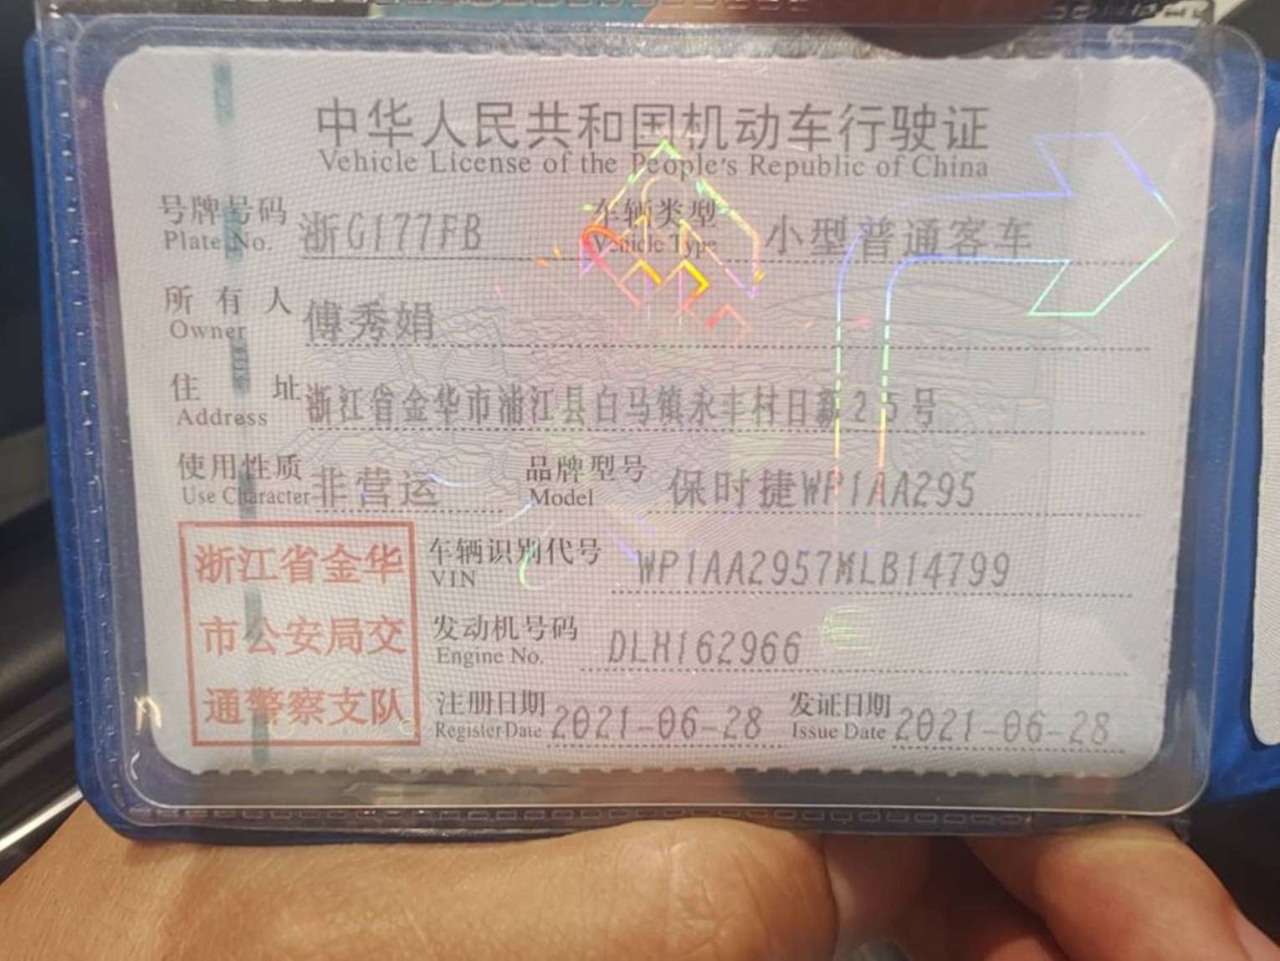 中华人民共和国机动车行驶证
Vehicle License of the People's Republic of China
号牌号码 浙G177FB 车辆类型 小型普通客车
Plate No. Vehicle Type
所有人 傅秀娟
Owner
住址 浙江省金华市浦江县白马镇永丰村日新25号
Address
使用性质 非营运 品牌型号 保时捷WP1AA295
Use Character Model
浙江省金华
市公安局交
通警察支队
车辆识别代号 WP1AA2957MLB14799
VIN
发动机号码 DLH162966
Engine No.
注册日期 2021-06-28 发证日期 2021-06-28
Register Date Issue Date